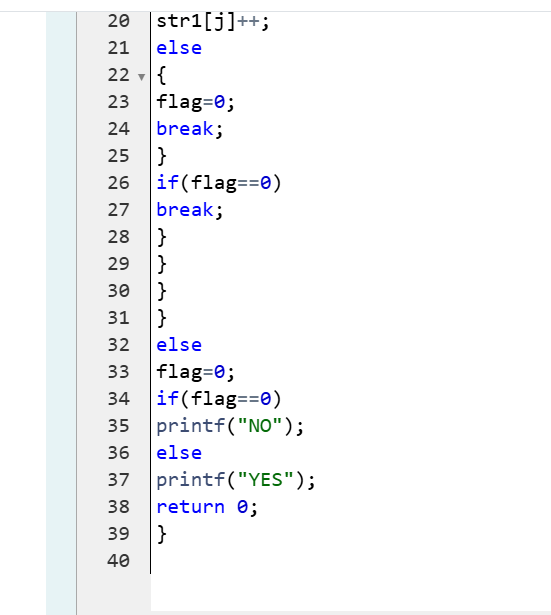 20 str1[j]++;
21 else
22 {
23 flag=0;
24 break;
25 }
26 if(flag==0)
27 break;
28 }
29 }
30 }
31 }
32 else
33 flag=0;
34 if(flag==0)
35 printf("NO");
36 else
37 printf("YES");
38 return 0;
39 }
40